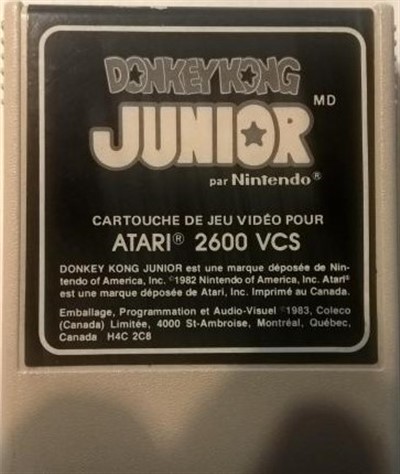 DONKEY KONG
JUNIOR MD
par Nintendo®
CARTOUCHE DE JEU VIDÉO POUR
ATARI® 2600 VCS
DONKEY KONG JUNIOR est une marque déposée de Nin-
tendo of America, Inc. ©1982 Nintendo of America, Inc. Atari®
est une marque déposée de Atari, Inc. Imprimé au Canada.
Emballage, Programmation et Audio-Visuel ©1983, Coleco
(Canada) Limitée, 4000 St-Ambroise, Montréal, Québec,
Canada H4C 2C8